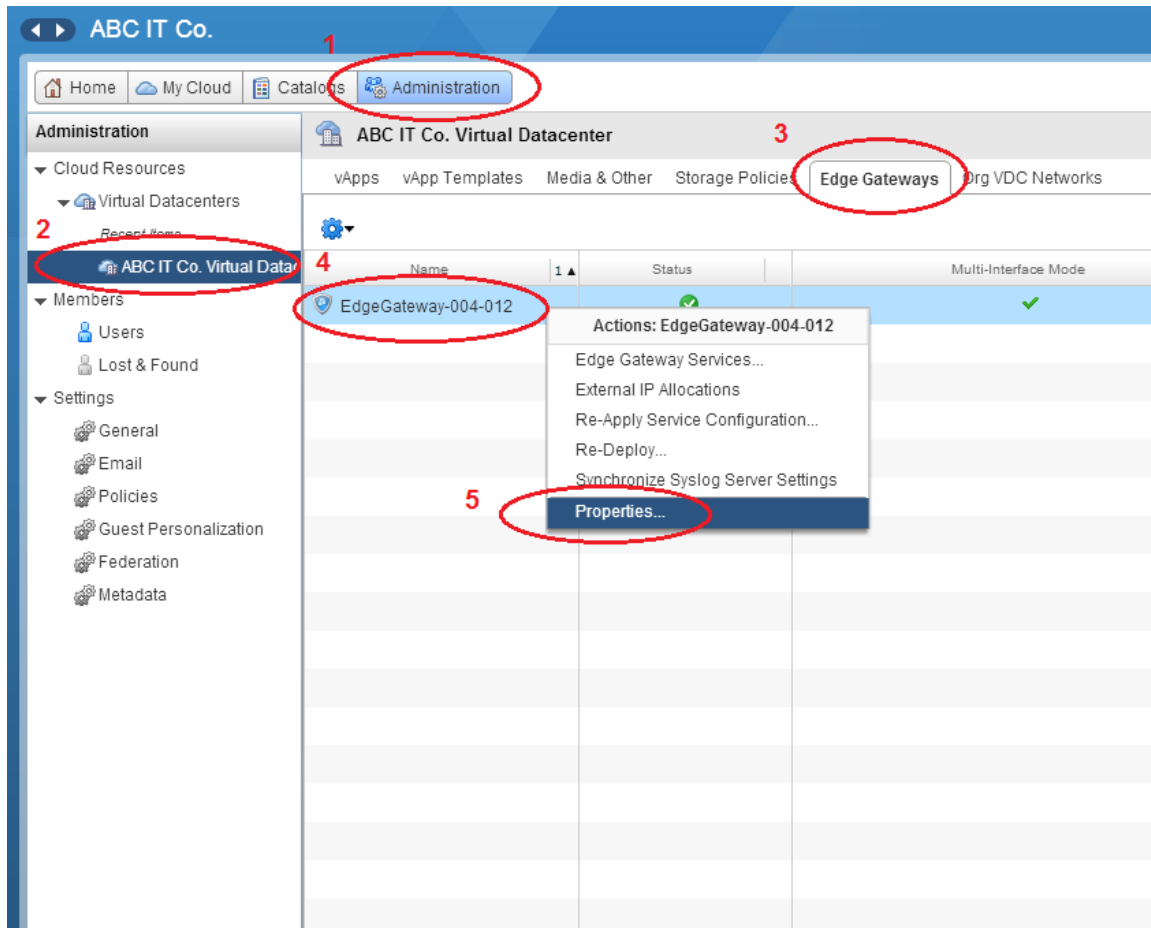 ABC IT Co.
1
Home My Cloud Catalogs Administration
Administration
ABC IT Co. Virtual Datacenter
3
Cloud Resources
vApps vApp Templates Media & Other Storage Policies Edge Gateways Org VDC Networks
Virtual Datacenters
2
Recent Items
ABC IT Co. Virtual Datac
4
Name 1 Status Multi-Interface Mode
Members
EdgeGateway-004-012
Users
Actions: EdgeGateway-004-012
Lost & Found
Edge Gateway Services...
External IP Allocations
Settings
Re-Apply Service Configuration...
General
Re-Deploy...
Email
Synchronize Syslog Server Settings
Policies
5
Properties...
Guest Personalization
Federation
Metadata